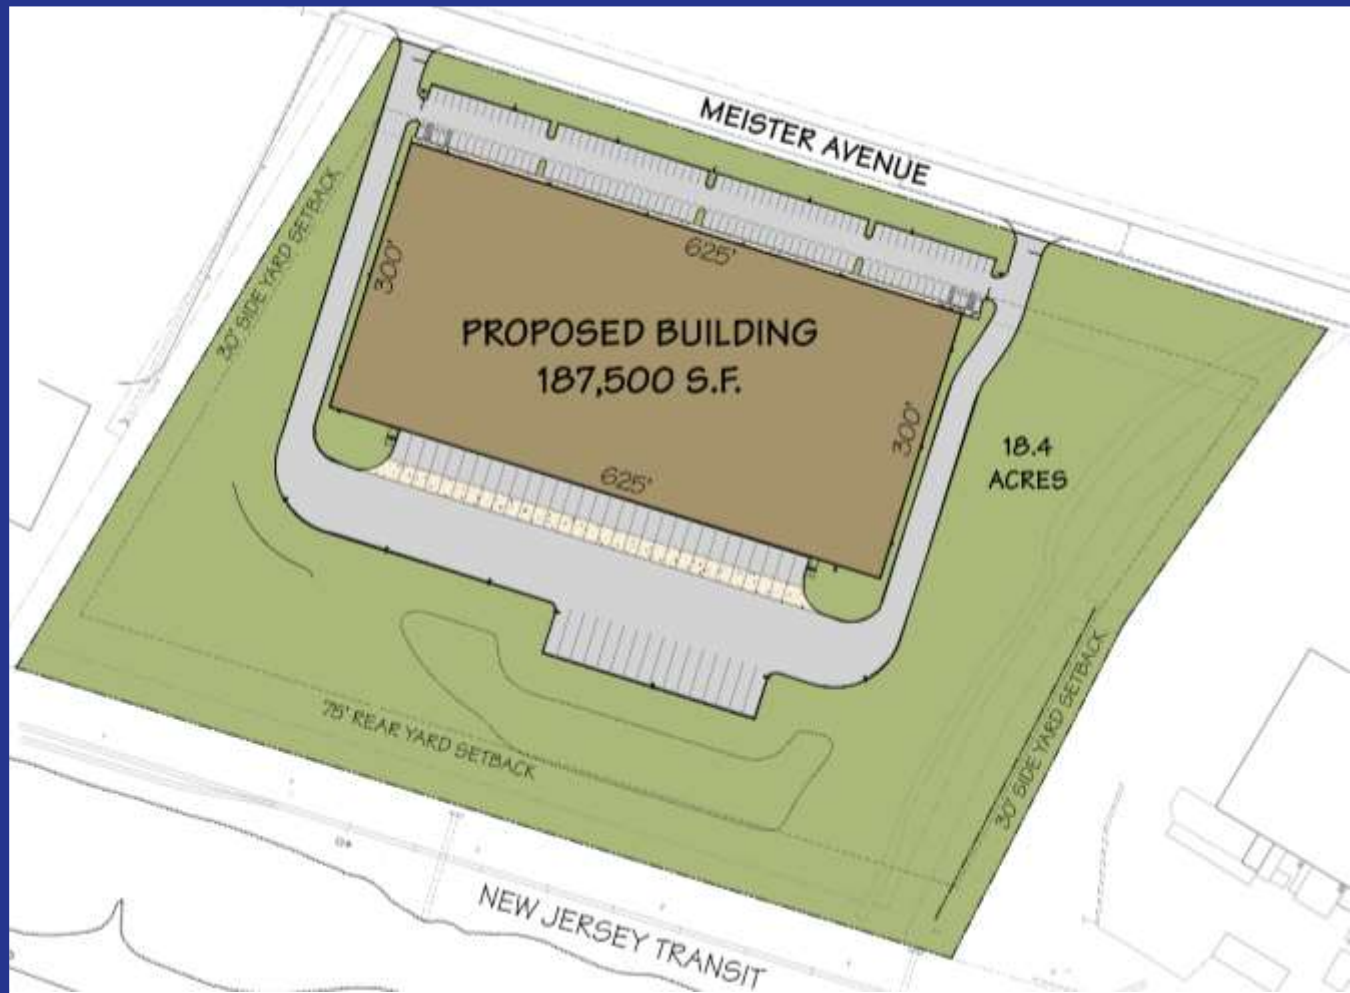 MEISTER AVENUE
30' SIDE YARD SETBACK
625'
300'
PROPOSED BUILDING
187,500 S.F.
300'
18.4
ACRES
625'
75' REAR YARD SETBACK
30' SIDE YARD SETBACK
NEW JERSEY TRANSIT